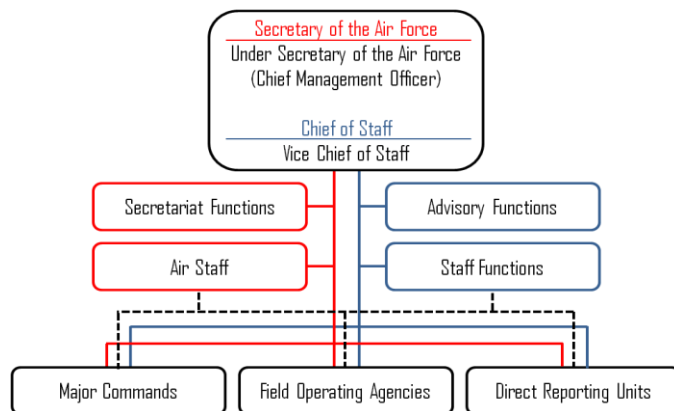 Secretary of the Air Force
Under Secretary of the Air Force
(Chief Management Officer)
Chief of Staff
Vice Chief of Staff
Secretariat Functions
Advisory Functions
Air Staff
Staff Functions
Major Commands
Field Operating Agencies
Direct Reporting Units